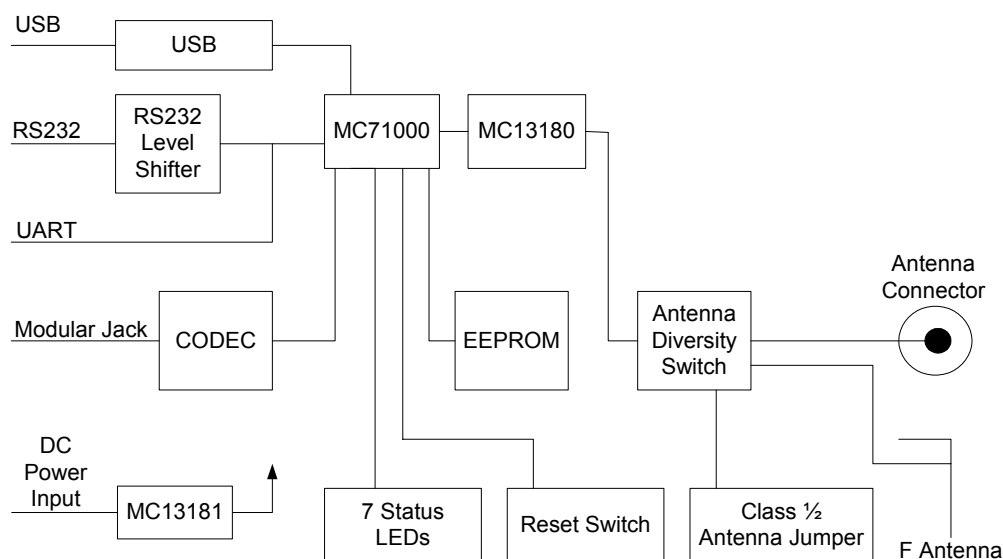 USB
USB
RS232
RS232
Level
Shifter
MC71000
MC13180
UART
Antenna
Connector
Modular Jack
CODEC
EEPROM
Antenna
Diversity
Switch
DC
Power
Input
MC13181
7 Status
LEDs
Reset Switch
Class ½
Antenna Jumper
F Antenna